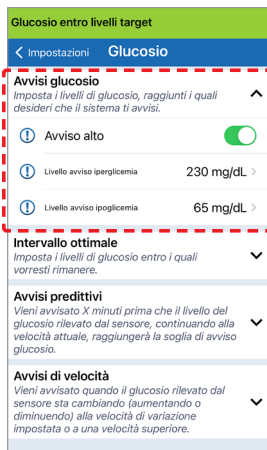 Glucosio entro livelli target
Impostazioni Glucosio
Avvisi glucosio
Imposta i livelli di glucosio, raggiunti i quali
desideri che il sistema ti avvisi.
Avviso alto
Livello avviso iperglicemia 230 mg/dL
Livello avviso ipoglicemia 65 mg/dL
Intervallo ottimale
Imposta i livelli di glucosio entro i quali
vorresti rimanere.
Avvisi predittivi
Vieni avvisato X minuti prima che il livello del
glucosio rilevato dal sensore, continuando alla
velocità attuale, raggiungerà la soglia di avviso
glucosio.
Avvisi di velocità
Vieni avvisato quando il glucosio rilevato dal
sensore sta cambiando (aumentando o
diminuendo) alla velocità di variazione
impostata o a una velocità superiore.